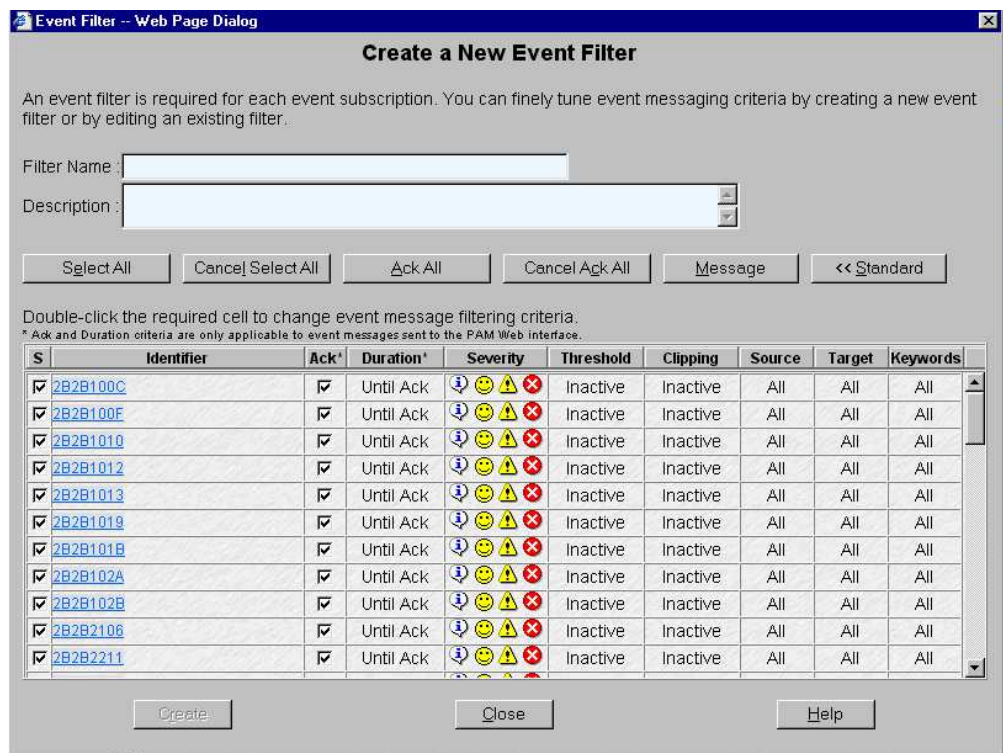 Event Filter -- Web Page Dialog
Create a New Event Filter
An event filter is required for each event subscription. You can finely tune event messaging criteria by creating a new event
filter or by editing an existing filter.
Filter Name :
Description :
Select All Cancel Select All Ack All Cancel Ack All Message << Standard
Double-click the required cell to change event message filtering criteria.
* Ack and Duration criteria are only applicable to event messages sent to the PAM Web interface.
S Identifier Ack* Duration* Severity Threshold Clipping Source Target Keywords
2B2B100C Until Ack Inactive Inactive All All All
2B2B100F Until Ack Inactive Inactive All All All
2B2B1010 Until Ack Inactive Inactive All All All
2B2B1012 Until Ack Inactive Inactive All All All
2B2B1013 Until Ack Inactive Inactive All All All
2B2B1019 Until Ack Inactive Inactive All All All
2B2B101B Until Ack Inactive Inactive All All All
2B2B102A Until Ack Inactive Inactive All All All
2B2B102B Until Ack Inactive Inactive All All All
2B2B2106 Until Ack Inactive Inactive All All All
2B2B2211 Until Ack Inactive Inactive All All All
Create Close Help